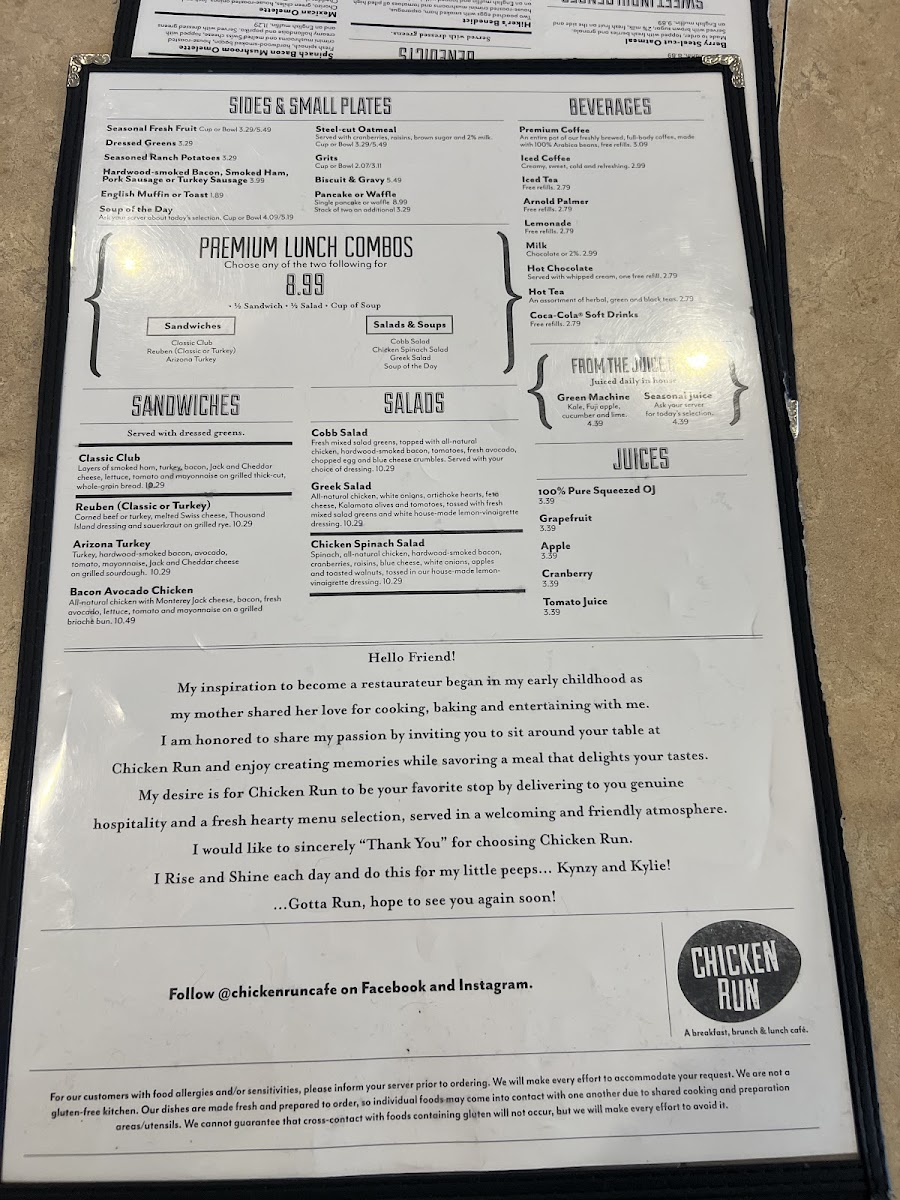 SIDES & SMALL PLATES
Seasonal Fresh Fruit Cup or Bowl 3.29/5.49
Dressed Greens 3.29
Seasoned Ranch Potatoes 3.29
Hardwood-smoked Bacon, Smoked Ham,
Pork Sausage or Turkey Sausage 3.99
English Muffin or Toast 1.89
Soup of the Day
Ask your server about today's selection, Cup or Bowl 4.09/5.19
Steel-cut Oatmeal
Served with cranberries, raisins, brown sugar and 2% milk.
Cup or Bowl 3.29/5.49
Grits
Cup or Bowl 2.07/3.11
Biscuit & Gravy 5.49
Pancake or Waffle
Single pancake or waffle 8.99
Stack of two an additional 3.29
BEVERAGES
Premium Coffee
An entire pot of our freshly brewed, full-body coffee, made
with 100% Arabica beans, free refills. 3.09
Iced Coffee
Creamy, sweet, cold and refreshing. 2.99
Iced Tea
Free refills. 2.79
Arnold Palmer
Free refills. 2.79
Lemonade
Free refills. 2.79
Milk
Chocolate or 2%. 2.99
Hot Chocolate
Served with whipped cream, one free refill. 2.79
Hot Tea
An assortment of herbal, green and black teas. 2.79
Coca-Cola® Soft Drinks
Free refills. 2.79
PREMIUM LUNCH COMBOS
Choose any of the two following for
8.99
• ½ Sandwich • ½ Salad • Cup of Soup
Sandwiches
Classic Club
Reuben (Classic or Turkey)
Arizona Turkey
Salads & Soups
Cobb Salad
Chicken Spinach Salad
Greek Salad
Soup of the Day
FROM THE JUICE
Juiced daily in house
Green Machine
Kale, Fuji apple,
cucumber and lime.
4.39
Seasonal Juice
Ask your server
for today's selection.
4.39
SANDWICHES
Served with dressed greens.
Classic Club
Layers of smoked ham, turkey, bacon, Jack and Cheddar
cheese, lettuce, tomato and mayonnaise on grilled thick-cut,
whole-grain bread. 10.29
Reuben (Classic or Turkey)
Corned beef or turkey, melted Swiss cheese, Thousand
Island dressing and sauerkraut on grilled rye. 10.29
Arizona Turkey
Turkey, hardwood-smoked bacon, avocado,
tomato, mayonnaise, Jack and Cheddar cheese
on grilled sourdough. 10.29
Bacon Avocado Chicken
All-natural chicken with Monterey Jack cheese, bacon, fresh
avocado, lettuce, tomato and mayonnaise on a grilled
brioche bun. 10.49
SALADS
Cobb Salad
Fresh mixed salad greens, topped with all-natural
chicken, hardwood-smoked bacon, tomatoes, fresh avocado,
chopped egg and blue cheese crumbles. Served with your
choice of dressing. 10.29
Greek Salad
All-natural chicken, white onions, artichoke hearts, feta
cheese, Kalamata olives and tomatoes, tossed with fresh
mixed salad greens and white house-made lemon-vinaigrette
dressing. 10.29
Chicken Spinach Salad
Spinach, all-natural chicken, hardwood-smoked bacon,
cranberries, raisins, blue cheese, white onions, apples
and toasted walnuts, tossed in our house-made lemon-
vinaigrette dressing. 10.29
JUICES
100% Pure Squeezed OJ
3.39
Grapefruit
3.39
Apple
3.39
Cranberry
3.39
Tomato Juice
3.39
Hello Friend!
My inspiration to become a restaurateur began in my early childhood as
my mother shared her love for cooking, baking and entertaining with me.
I am honored to share my passion by inviting you to sit around your table at
Chicken Run and enjoy creating memories while savoring a meal that delights your tastes.
My desire is for Chicken Run to be your favorite stop by delivering to you genuine
hospitality and a fresh hearty menu selection, served in a welcoming and friendly atmosphere.
I would like to sincerely "Thank You" for choosing Chicken Run.
I Rise and Shine each day and do this for my little peeps... Kynzy and Kylie!
...Gotta Run, hope to see you again soon!
Follow @chickenruncafe on Facebook and Instagram.
CHICKEN
RUN
A breakfast, brunch & lunch café.
For our customers with food allergies and/or sensitivities, please inform your server prior to ordering. We will make every effort to accommodate your request. We are not a
gluten-free kitchen. Our dishes are made fresh and prepared to order, so individual foods may come into contact with one another due to shared cooking and preparation
areas/utensils. We cannot guarantee that cross-contact with foods containing gluten will not occur, but we will make every effort to avoid it.
BENEDICTS
Served with dressed greens.
Hiker's Benedict
Spinach Bacon Mushroom Omelette
Mexican Omelette
Berry Steel-cut Oatmeal